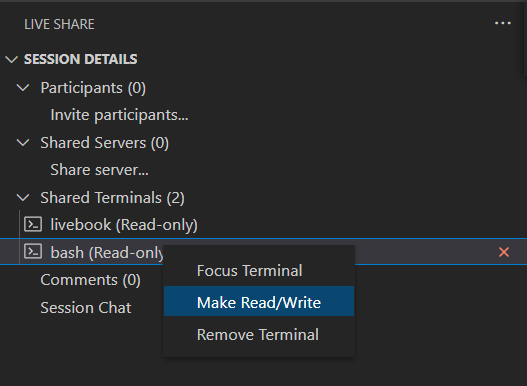 LIVE SHARE
SESSION DETAILS
Participants (0)
Invite participants...
Shared Servers (0)
Share server...
Shared Terminals (2)
livebook (Read-only)
bash (Read-only
Focus Terminal
Comments (0)
Make Read/Write
Session Chat
Remove Terminal